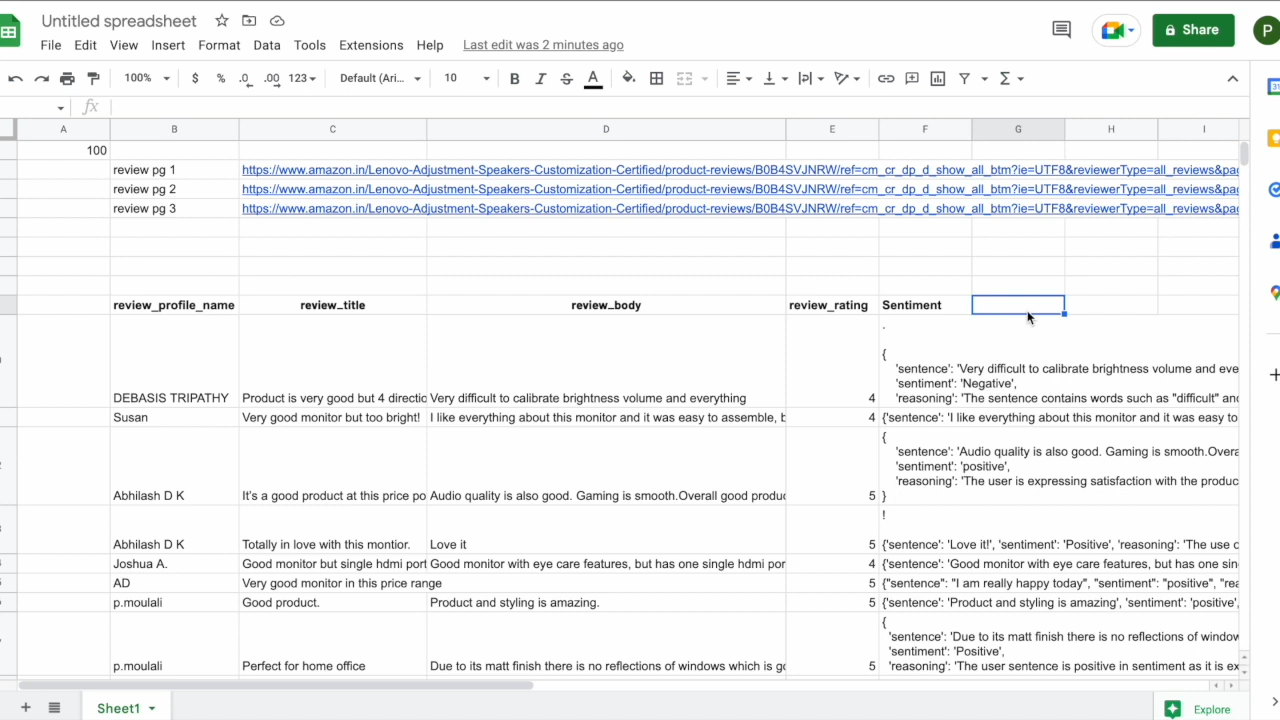 Untitled spreadsheet
File Edit View Insert Format Data Tools Extensions Help Last edit was 2 minutes ago
Share
P
100% $ % .0 .00 123 Default (Ari... 10 B I S A
fx
A B C D E F G H I
100
review pg 1 https://www.amazon.in/Lenovo-Adjustment-Speakers-Customization-Certified/product-reviews/B0B4SVJNRW/ref=cm_cr_dp_d_show_all_btm?ie=UTF8&reviewerType=all_reviews&pag
review pg 2 https://www.amazon.in/Lenovo-Adjustment-Speakers-Customization-Certified/product-reviews/B0B4SVJNRW/ref=cm_cr_dp_d_show_all_btm?ie=UTF8&reviewerType=all_reviews&pag
review pg 3 https://www.amazon.in/Lenovo-Adjustment-Speakers-Customization-Certified/product-reviews/B0B4SVJNRW/ref=cm_cr_dp_d_show_all_btm?ie=UTF8&reviewerType=all_reviews&pag
review_profile_name review_title review_body review_rating Sentiment
.
{
'sentence': 'Very difficult to calibrate brightness volume and eve
'sentiment': 'Negative',
'reasoning': 'The sentence contains words such as "difficult" and
DEBASIS TRIPATHY Product is very good but 4 directio Very difficult to calibrate brightness volume and everything 4
Susan Very good monitor but too bright! I like everything about this monitor and it was easy to assemble, b 4 {'sentence': 'I like everything about this monitor and it was easy to
{
'sentence': 'Audio quality is also good. Gaming is smooth.Overa
'sentiment': 'positive',
'reasoning': 'The user is expressing satisfaction with the produc
Abhilash D K It's a good product at this price po Audio quality is also good. Gaming is smooth.Overall good produc 5 }
!
Abhilash D K Totally in love with this montior. Love it 5 {'sentence': 'Love it!', 'sentiment': 'Positive', 'reasoning': 'The use o
Joshua A. Good monitor but single hdmi port Good monitor with eye care features, but has one single hdmi por 4 {'sentence': 'Good monitor with eye care features, but has one sin
AD Very good monitor in this price range 5 {"sentence": "I am really happy today", "sentiment": "positive", "rea
p.moulali Good product. Product and styling is amazing. 5 {'sentence': 'Product and styling is amazing', 'sentiment': 'positive',
{
'sentence': 'Due to its matt finish there is no reflections of window
'sentiment': 'Positive',
p.moulali Perfect for home office Due to its matt finish there is no reflections of windows which is go 5 'reasoning': 'The user sentence is positive in sentiment as it is ex
Sheet1
Explore